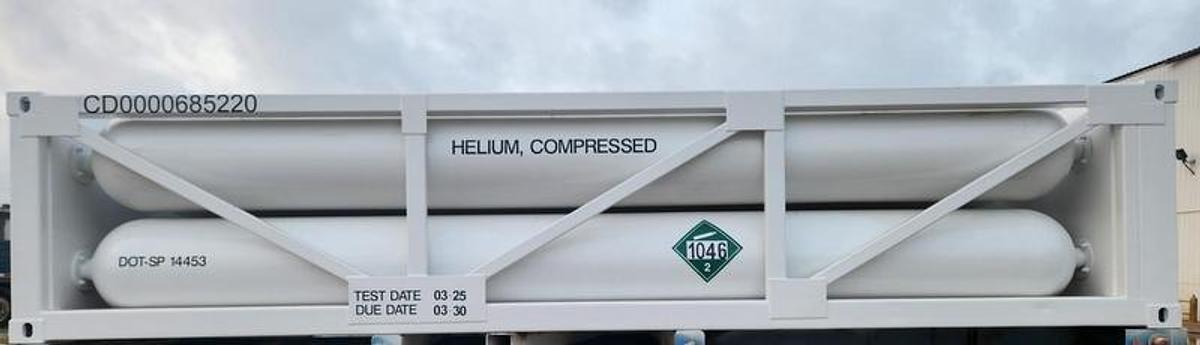 CD0000685220
HELIUM, COMPRESSED
DOT-SP 14453
1046
2
TEST DATE 03 25
DUE DATE 03 30